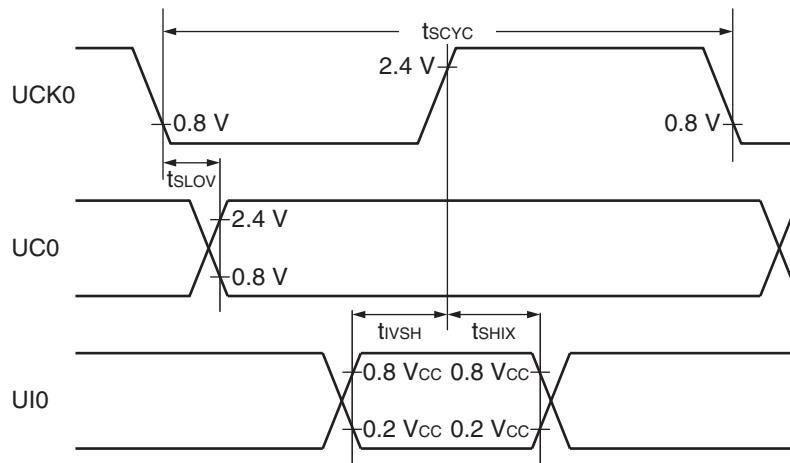 tSCYC
UCK0
2.4 V
0.8 V
0.8 V
tSLOV
UC0
2.4 V
0.8 V
tIVSH
tSHIX
UI0
0.8 VCC
0.8 VCC
0.2 VCC
0.2 VCC